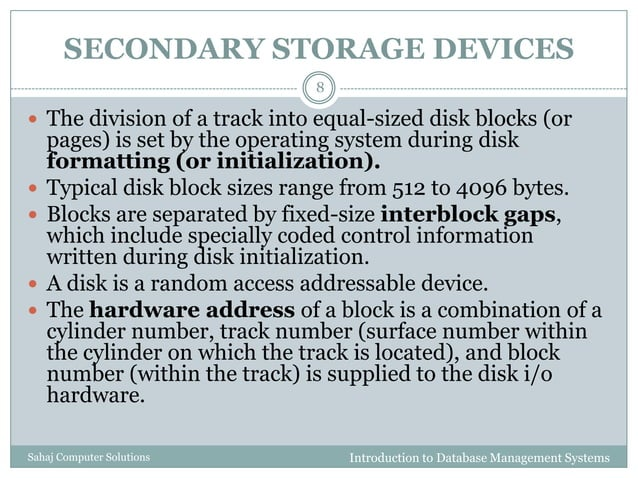 SECONDARY STORAGE DEVICES
8
• The division of a track into equal-sized disk blocks (or
pages) is set by the operating system during disk
formatting (or initialization).
• Typical disk block sizes range from 512 to 4096 bytes.
• Blocks are separated by fixed-size interblock gaps,
which include specially coded control information
written during disk initialization.
• A disk is a random access addressable device.
• The hardware address of a block is a combination of a
cylinder number, track number (surface number within
the cylinder on which the track is located), and block
number (within the track) is supplied to the disk i/o
hardware.
Sahaj Computer Solutions
Introduction to Database Management Systems